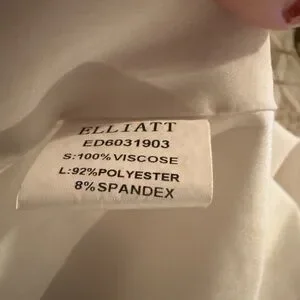 ELLIATT
ED6031903
S:100%VISCOSE
L:92%POLYESTER
8%SPANDEX